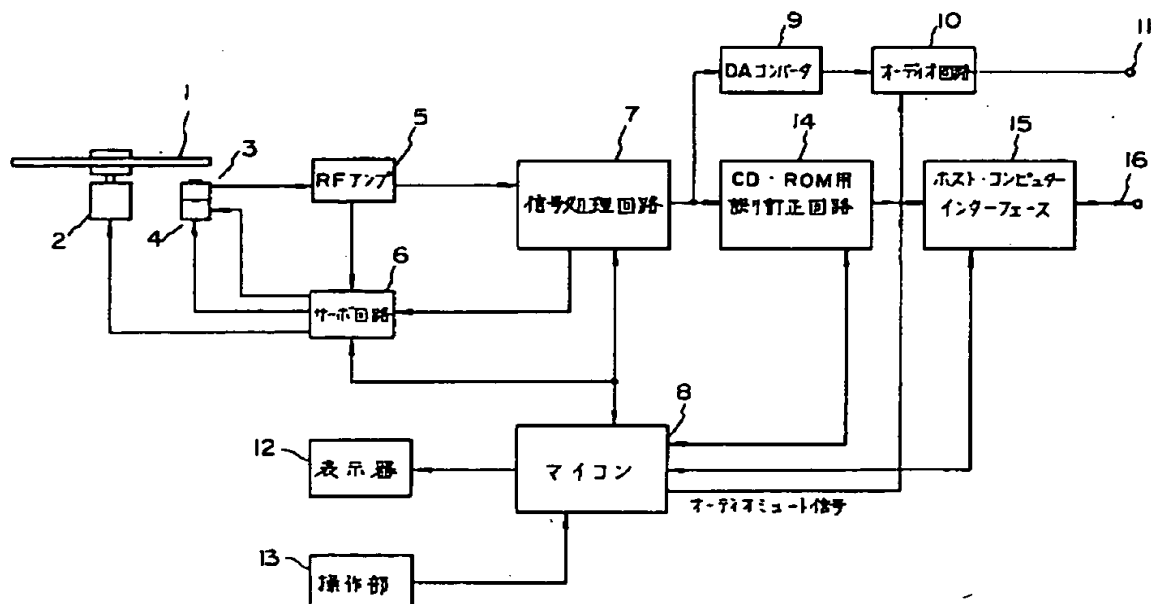 9
10
11
DAコンバータ
オーディオ回路
1
3
5
7
14
15
RFアンプ
信号処理回路
CD・ROM用
誤り訂正回路
ホスト・コンピュター
インターフェース
16
2
4
6
サーボ回路
8
12
表示器
マイコン
オーディオミュート信号
13
操作部